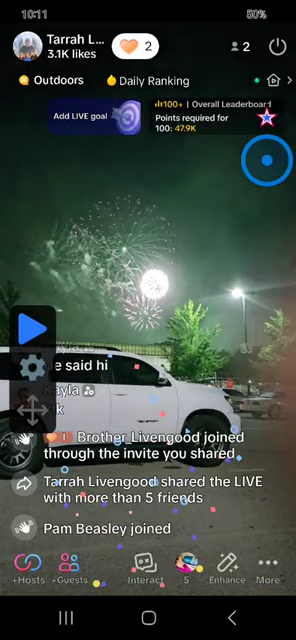 10:11
50%
Tarrah L...
3.1K likes
2
2
Outdoors
Daily Ranking
Add LIVE goal
100+ | Overall Leaderboard
Points required for
100: 47.9K
e said hi
Kayla
k
Brother Livengood joined
through the invite you shared
Tarrah Livengood shared the LIVE
with more than 5 friends
Pam Beasley joined
+Hosts
+Guests
Interact
5
Enhance
More